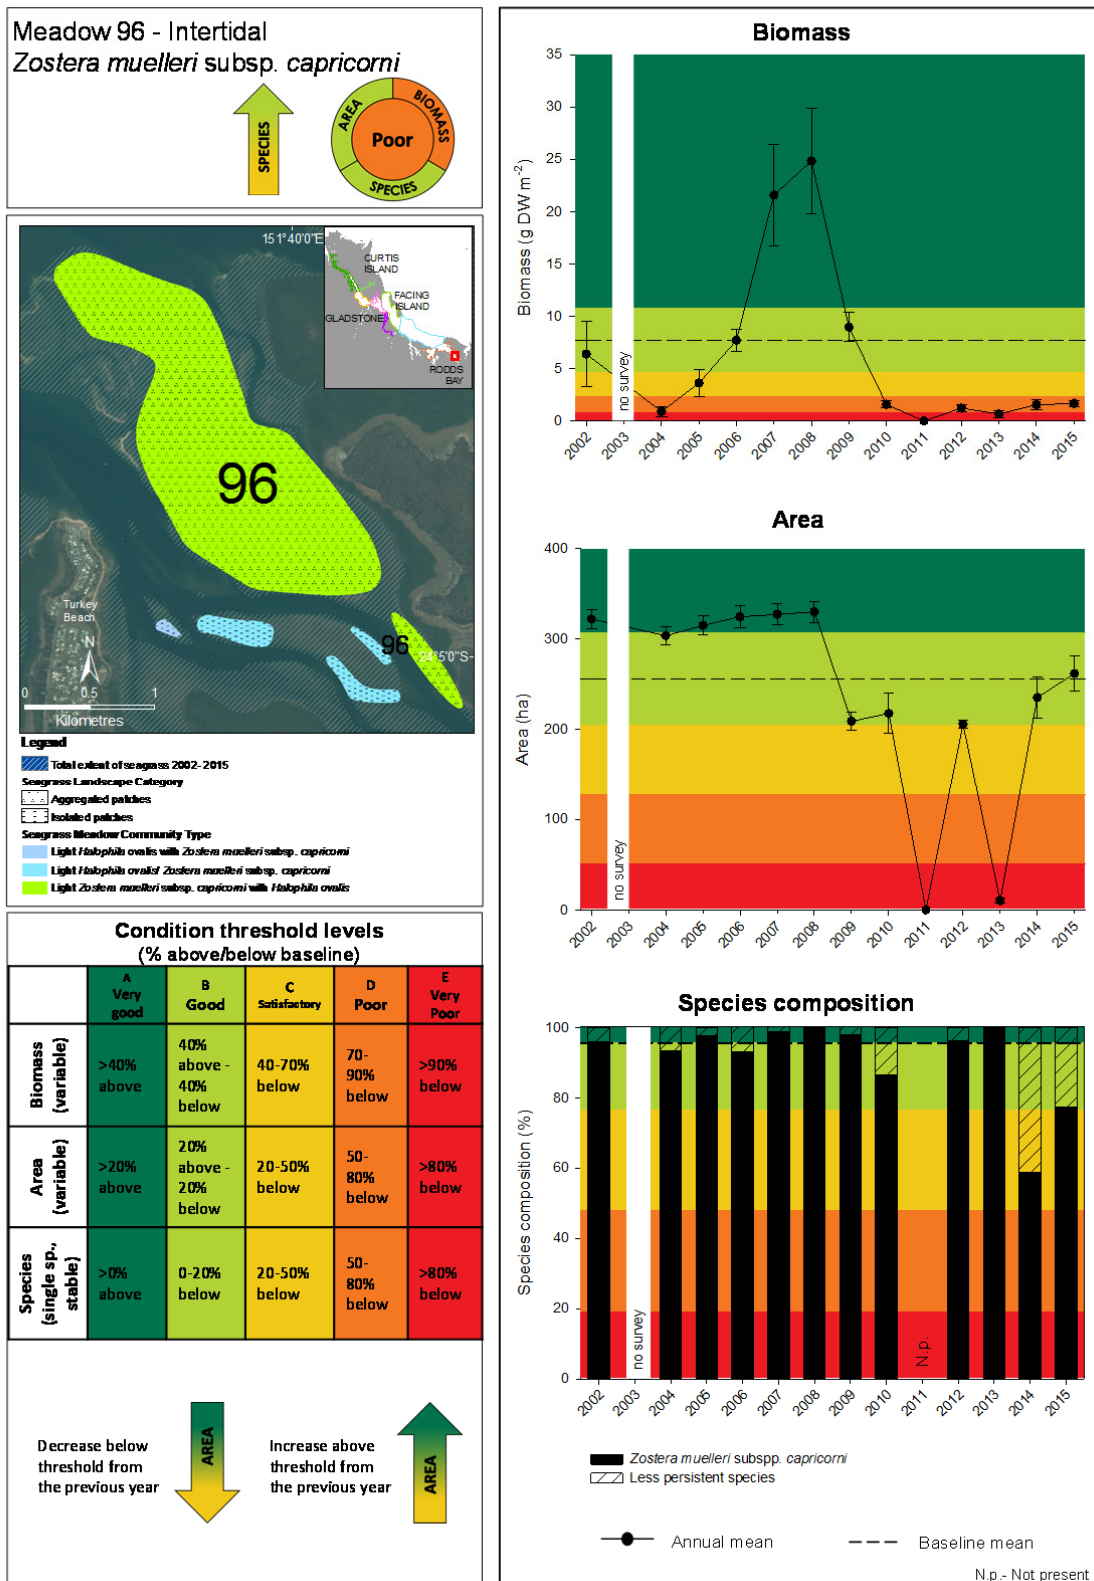 Meadow 96 - Intertidal
Zostera muelleri subsp. capricorni
SPECIES
AREA
BIOMASS
Poor
SPECIES
151°40'0"E
CURTIS
ISLAND
FACING
ISLAND
GLADSTONE
RODDS
BAY
96
Turkey
Beach
N
96
24°5'0"S
0 0.5 1
Kilometres
Legend
Total extent of seagrass 2002-2015
Seagrass Landscape Category
Aggregated patches
Isolated patches
Seagrass Meadow Community Type
Light Halophila ovalis with Zostera muelleri subsp. capricorni
Light Halophila ovalis/ Zostera muelleri subsp. capricorni
Light Zostera muelleri subsp. capricorni with Halophila ovalis
Condition threshold levels
(% above/below baseline)
A
Very
good
B
Good
C
Satisfactory
D
Poor
E
Very
Poor
Biomass
(variable)
>40%
above
40%
above -
40%
below
40-70%
below
70-
90%
below
>90%
below
Area
(variable)
>20%
above
20%
above -
20%
below
20-50%
below
50-
80%
below
>80%
below
Species
(single sp.,
stable)
>0%
above
0-20%
below
20-50%
below
50-
80%
below
>80%
below
Decrease below
threshold from
the previous year
AREA
Increase above
threshold from
the previous year
AREA
Biomass
Biomass (g DW m-2)
35
30
25
20
15
10
5
0
no survey
2002 2003 2004 2005 2006 2007 2008 2009 2010 2011 2012 2013 2014 2015
Area
Area (ha)
400
300
200
100
0
no survey
2002 2003 2004 2005 2006 2007 2008 2009 2010 2011 2012 2013 2014 2015
Species composition
Species composition (%)
100
80
60
40
20
0
no survey
N.p.
2002 2003 2004 2005 2006 2007 2008 2009 2010 2011 2012 2013 2014 2015
Zostera muelleri subspp. capricorni
Less persistent species
Annual mean
Baseline mean
N.p.- Not present